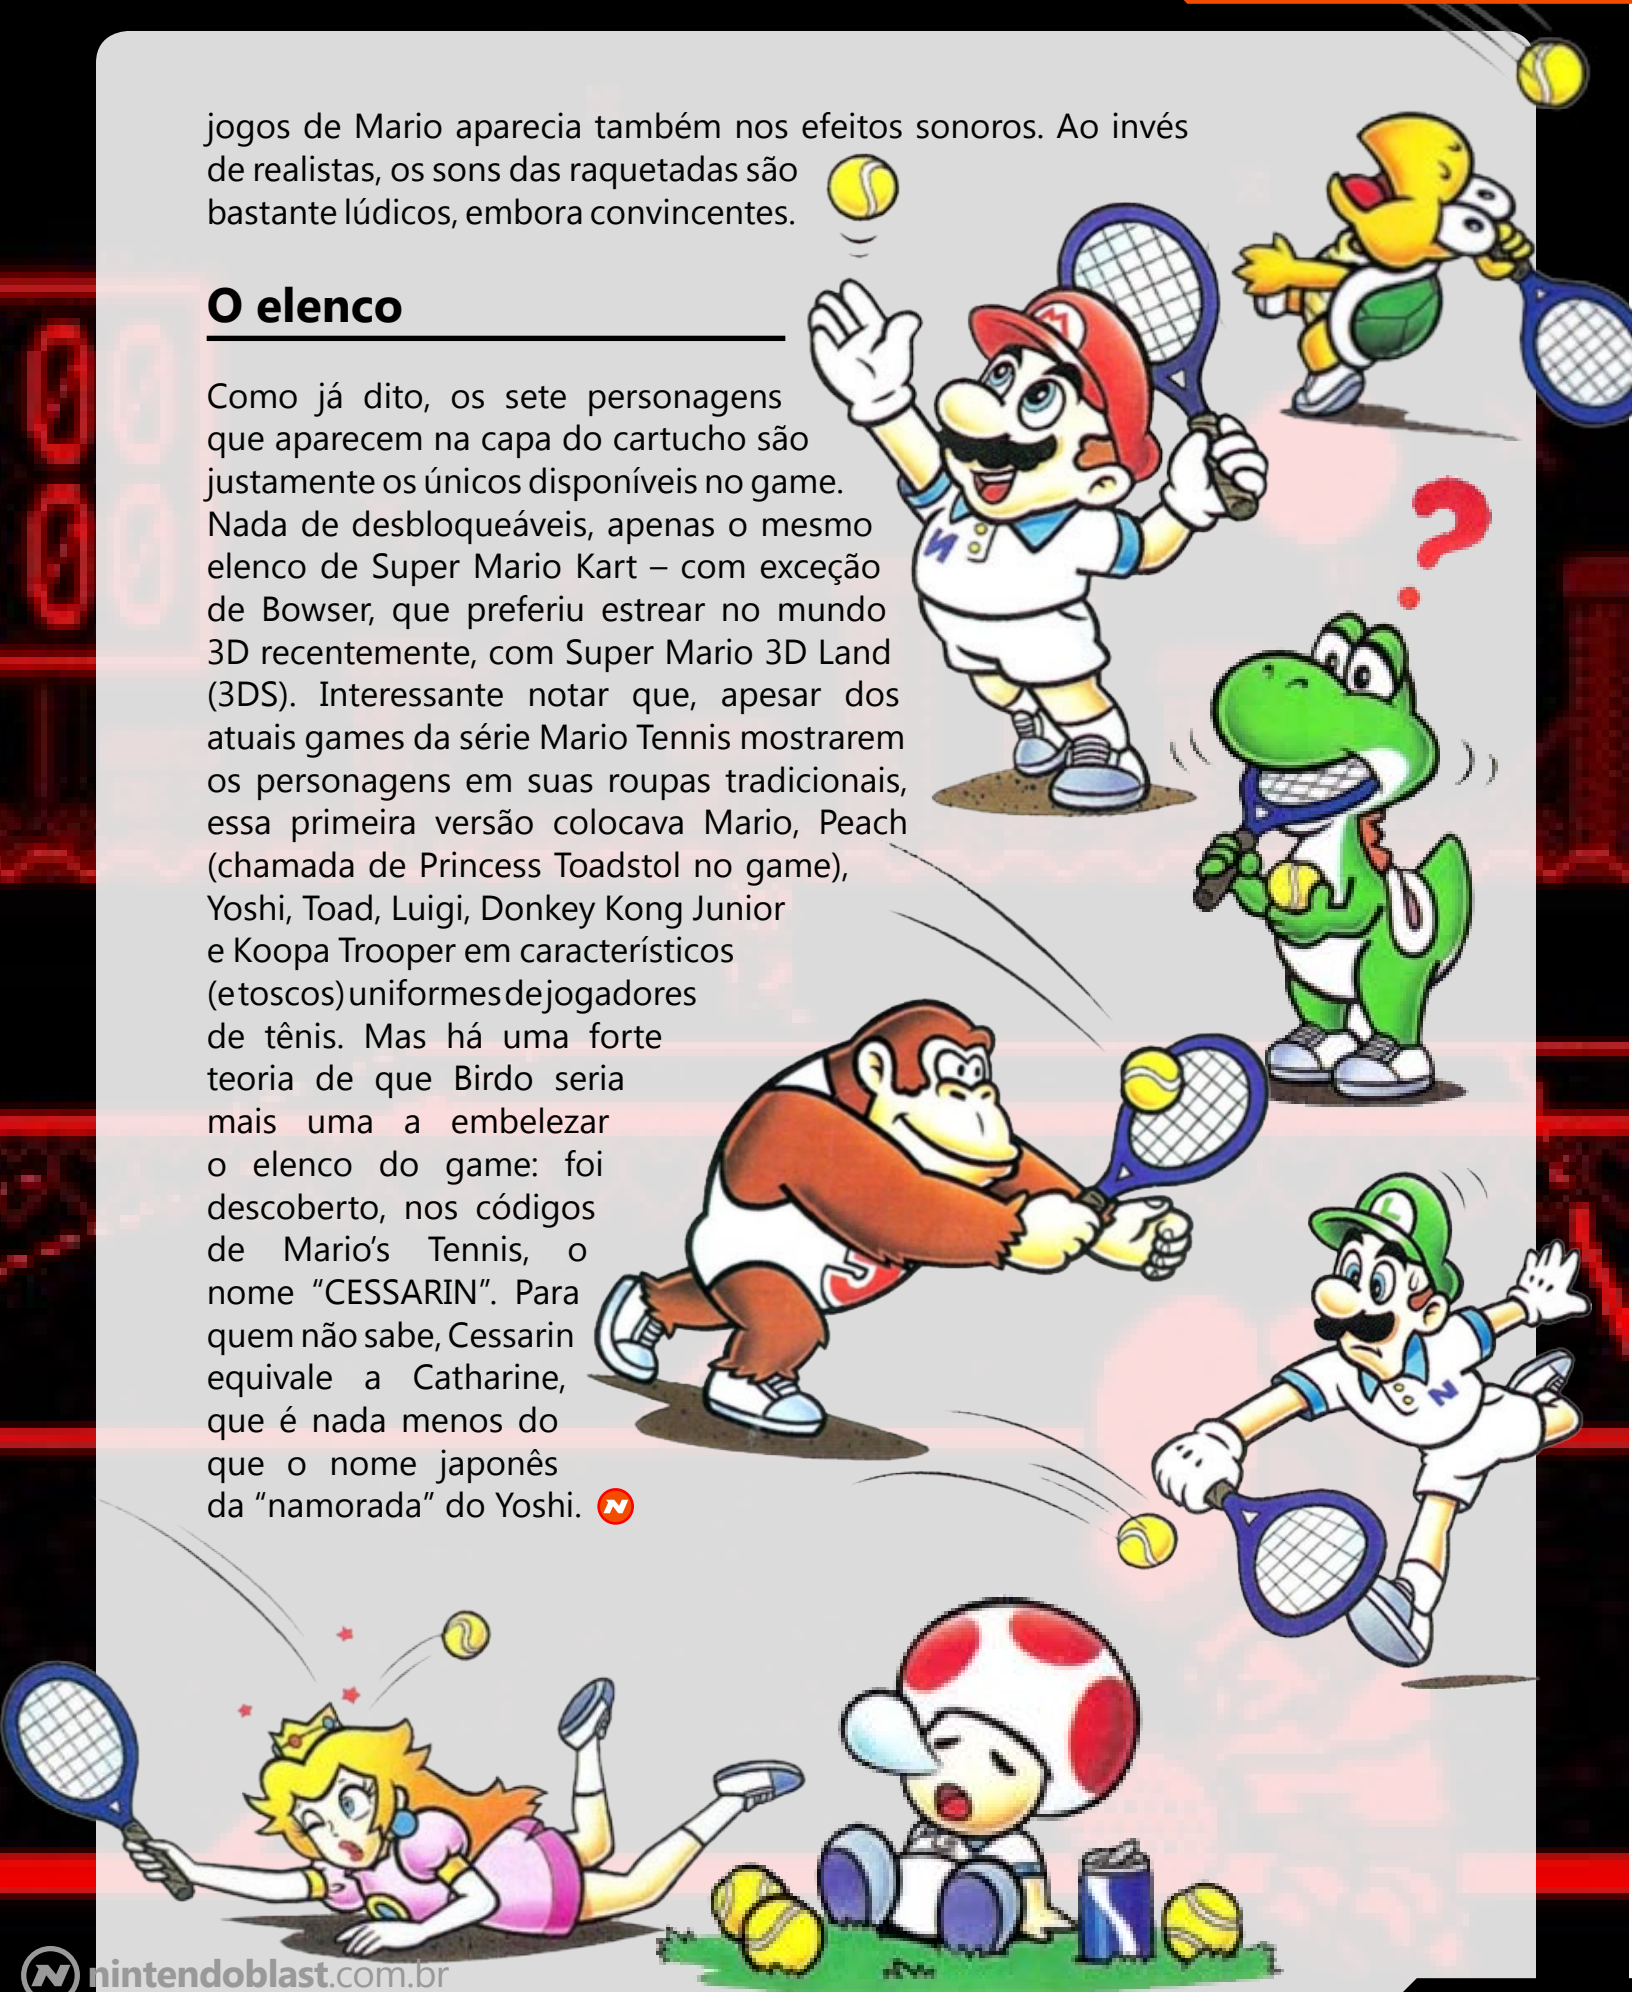 jogos de Mario aparecia também nos efeitos sonoros. Ao invés
de realistas, os sons das raquetadas são
bastante lúdicos, embora convincentes.
O elenco
Como já dito, os sete personagens
que aparecem na capa do cartucho são
justamente os únicos disponíveis no game.
Nada de desbloqueáveis, apenas o mesmo
elenco de Super Mario Kart – com exceção
de Bowser, que preferiu estrear no mundo
3D recentemente, com Super Mario 3D Land
(3DS). Interessante notar que, apesar dos
atuais games da série Mario Tennis mostrarem
os personagens em suas roupas tradicionais,
essa primeira versão colocava Mario, Peach
(chamada de Princess Toadstol no game),
Yoshi, Toad, Luigi, Donkey Kong Junior
e Koopa Trooper em característicos
(e toscos) uniformes de jogadores
de tênis. Mas há uma forte
teoria de que Birdo seria
mais uma a embelezar
o elenco do game: foi
descoberto, nos códigos
de Mario’s Tennis, o
nome “CESSARIN”. Para
quem não sabe, Cessarin
equivale a Catharine,
que é nada menos do
que o nome japonês
da “namorada” do Yoshi. N
M
N
?
L
N
00
00
N nintendoblast.com.br